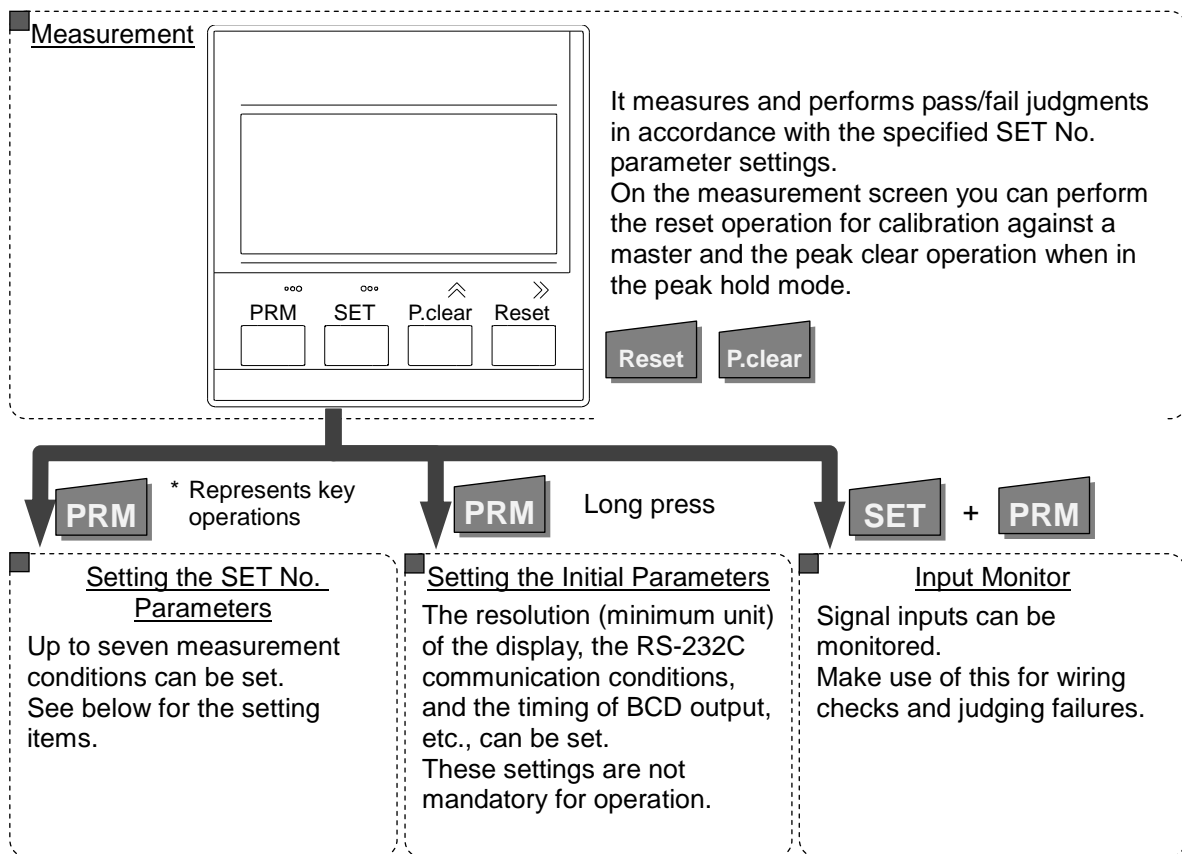 Measurement
PRM SET P.clear Reset
It measures and performs pass/fail judgments
in accordance with the specified SET No.
parameter settings.
On the measurement screen you can perform
the reset operation for calibration against a
master and the peak clear operation when in
the peak hold mode.
Reset P.clear
PRM
* Represents key
operations
PRM Long press
SET + PRM
Setting the SET No.
Parameters
Up to seven measurement
conditions can be set.
See below for the setting
items.
Setting the Initial Parameters
The resolution (minimum unit)
of the display, the RS-232C
communication conditions,
and the timing of BCD output,
etc., can be set.
These settings are not
mandatory for operation.
Input Monitor
Signal inputs can be
monitored.
Make use of this for wiring
checks and judging failures.